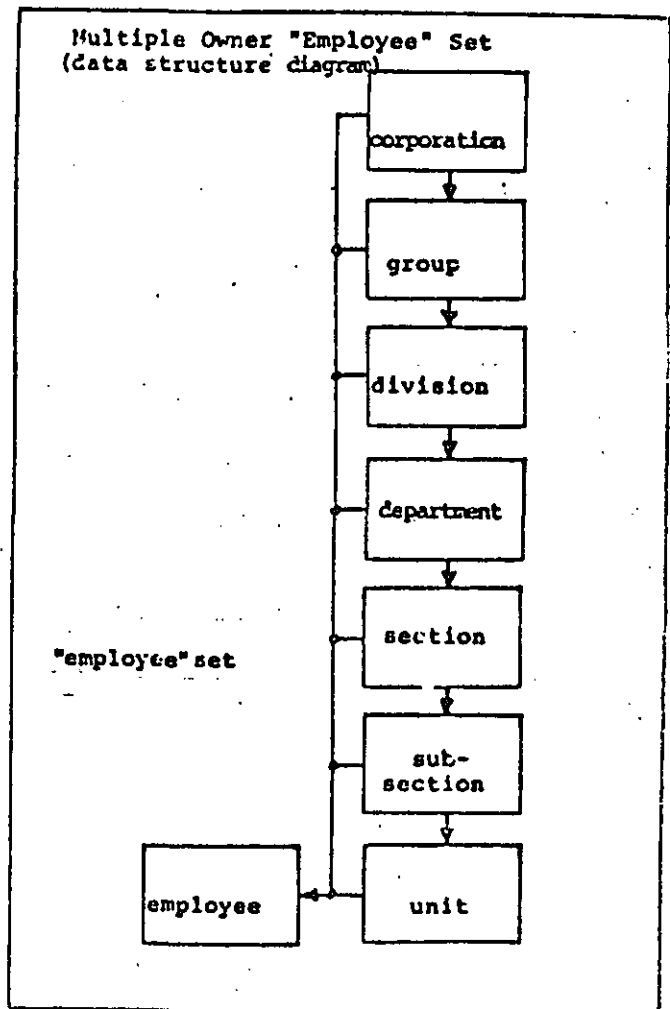 Multiple Owner "Employee" Set
(data structure diagram)
corporation
group
division
department
section
"employee" set
sub-
section
employee
unit